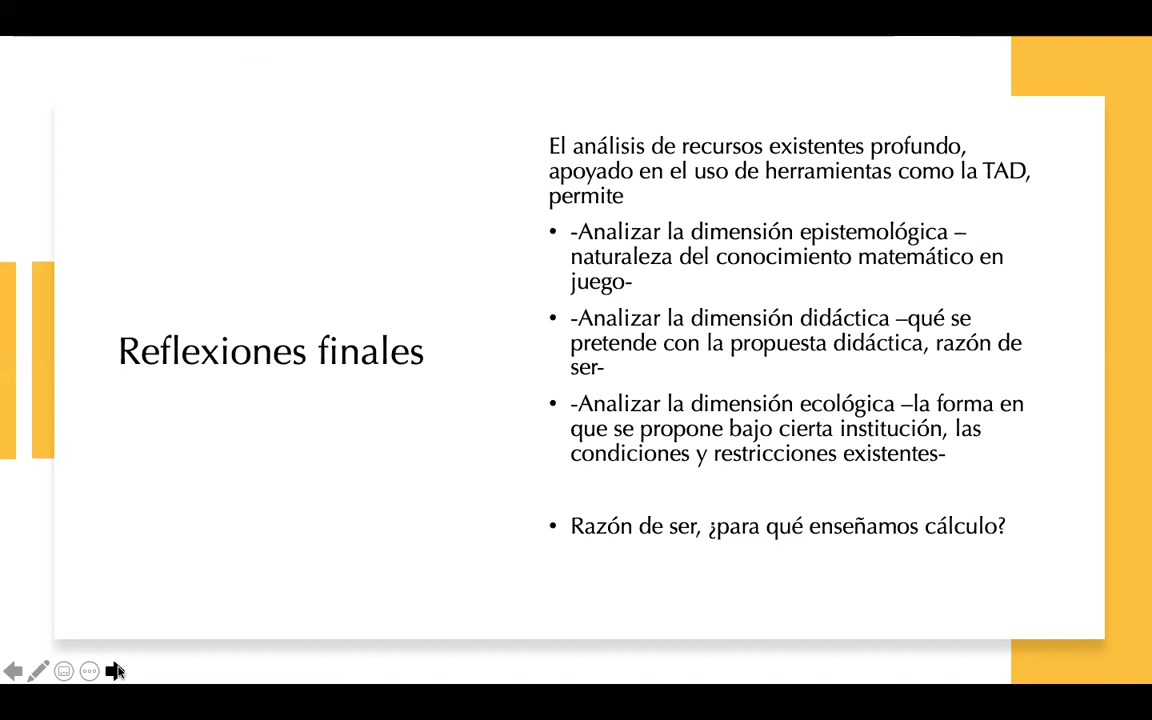 Reflexiones finales
El análisis de recursos existentes profundo,
apoyado en el uso de herramientas como la TAD,
permite
• -Analizar la dimensión epistemológica –
naturaleza del conocimiento matemático en
juego-
• -Analizar la dimensión didáctica –qué se
pretende con la propuesta didáctica, razón de
ser-
• -Analizar la dimensión ecológica –la forma en
que se propone bajo cierta institución, las
condiciones y restricciones existentes-
• Razón de ser, ¿para qué enseñamos cálculo?